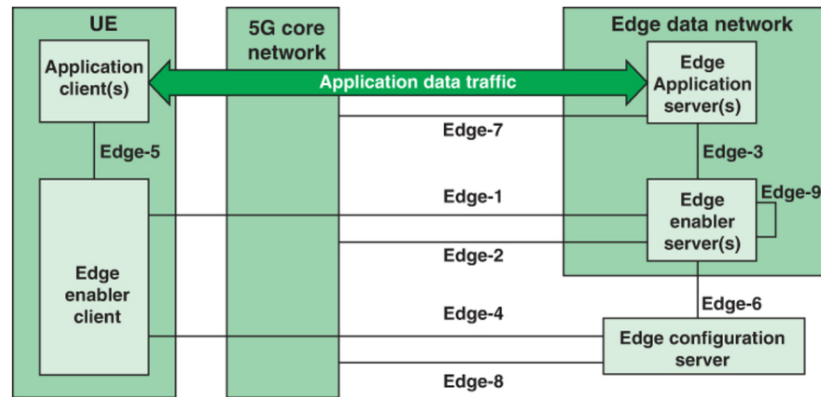 UE
5G core
network
Edge data network
Application
client(s)
Application data traffic
Edge
Application
server(s)
Edge-7
Edge-5
Edge-3
Edge-1
Edge
enabler
server(s)
Edge-9
Edge-2
Edge
enabler
client
Edge-6
Edge-4
Edge configuration
server
Edge-8